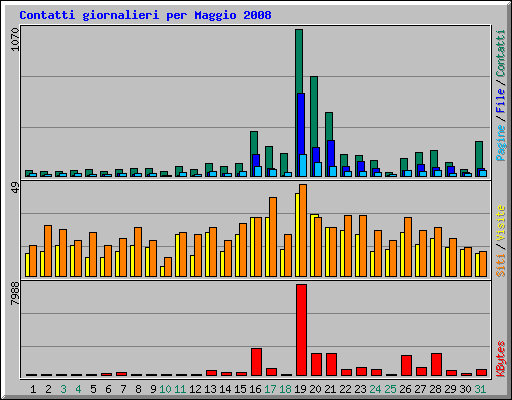 Contatti giornalieri per Maggio 2008
1070
Pagine / File / Contatti
49
Siti / Visite
7988
KBytes
1 2 3 4 5 6 7 8 9 10 11 12 13 14 15 16 17 18 19 20 21 22 23 24 25 26 27 28 29 30 31